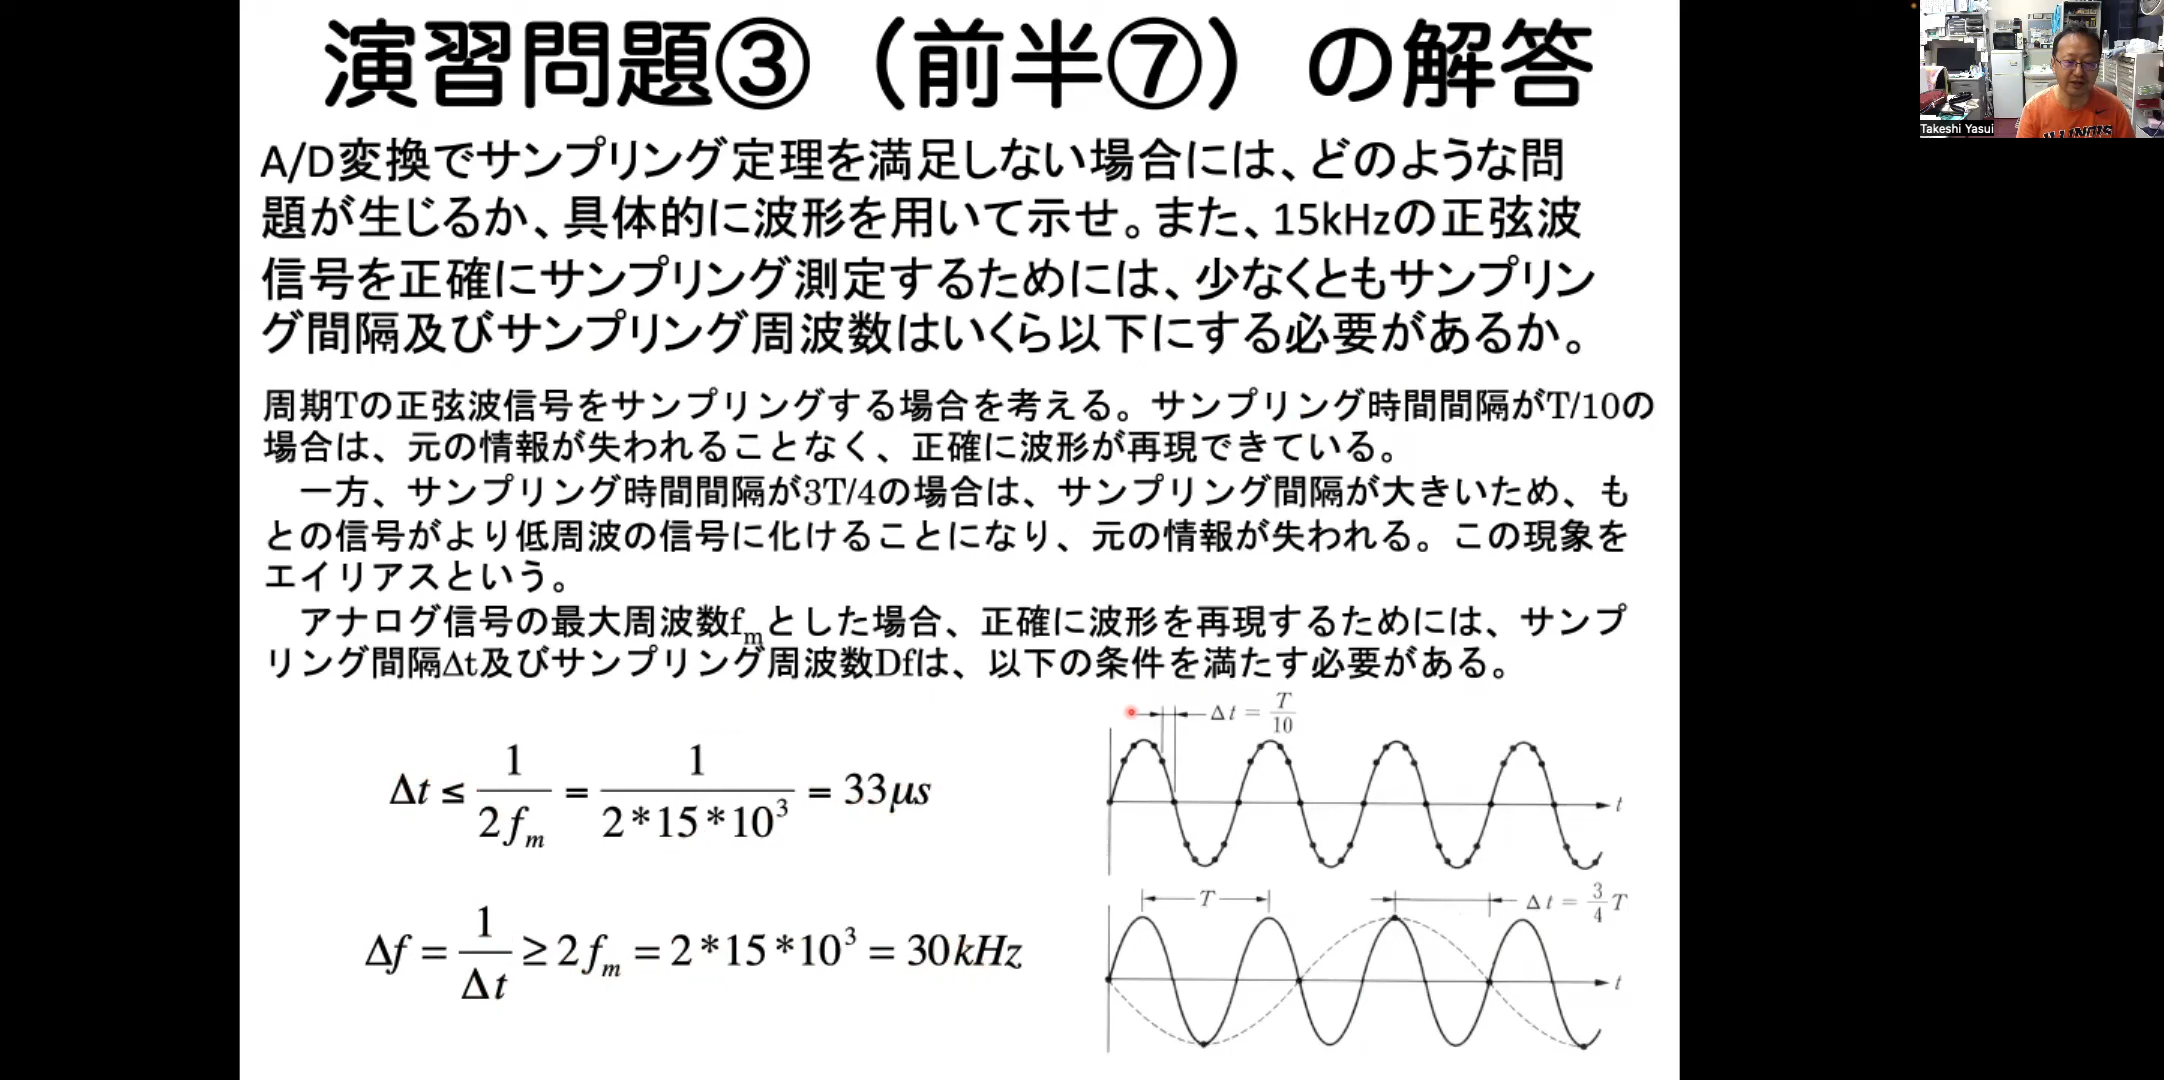 演習問題③（前半⑦）の解答
Takeshi Yasui
ILLINOIS
A/D変換でサンプリング定理を満足しない場合には、どのような問
題が生じるか、具体的に波形を用いて示せ。また、15kHzの正弦波
信号を正確にサンプリング測定するためには、少なくともサンプリン
グ間隔及びサンプリング周波数はいくら以下にする必要があるか。
周期Tの正弦波信号をサンプリングする場合を考える。サンプリング時間間隔がT/10の
場合は、元の情報が失われることなく、正確に波形が再現できている。
一方、サンプリング時間間隔が3T/4の場合は、サンプリング間隔が大きいため、も
との信号がより低周波の信号に化けることになり、元の情報が失われる。この現象を
エイリアスという。
アナログ信号の最大周波数fmとした場合、正確に波形を再現するためには、サンプ
リング間隔Δt及びサンプリング周波数Dfは、以下の条件を満たす必要がある。
Δt ≤ 1/2fm = 1/2*15*10³ = 33μs
Δf = 1/Δt ≥ 2fm = 2*15*10³ = 30kHz
Δt = T/10
t
T
Δt = 3/4 T
t